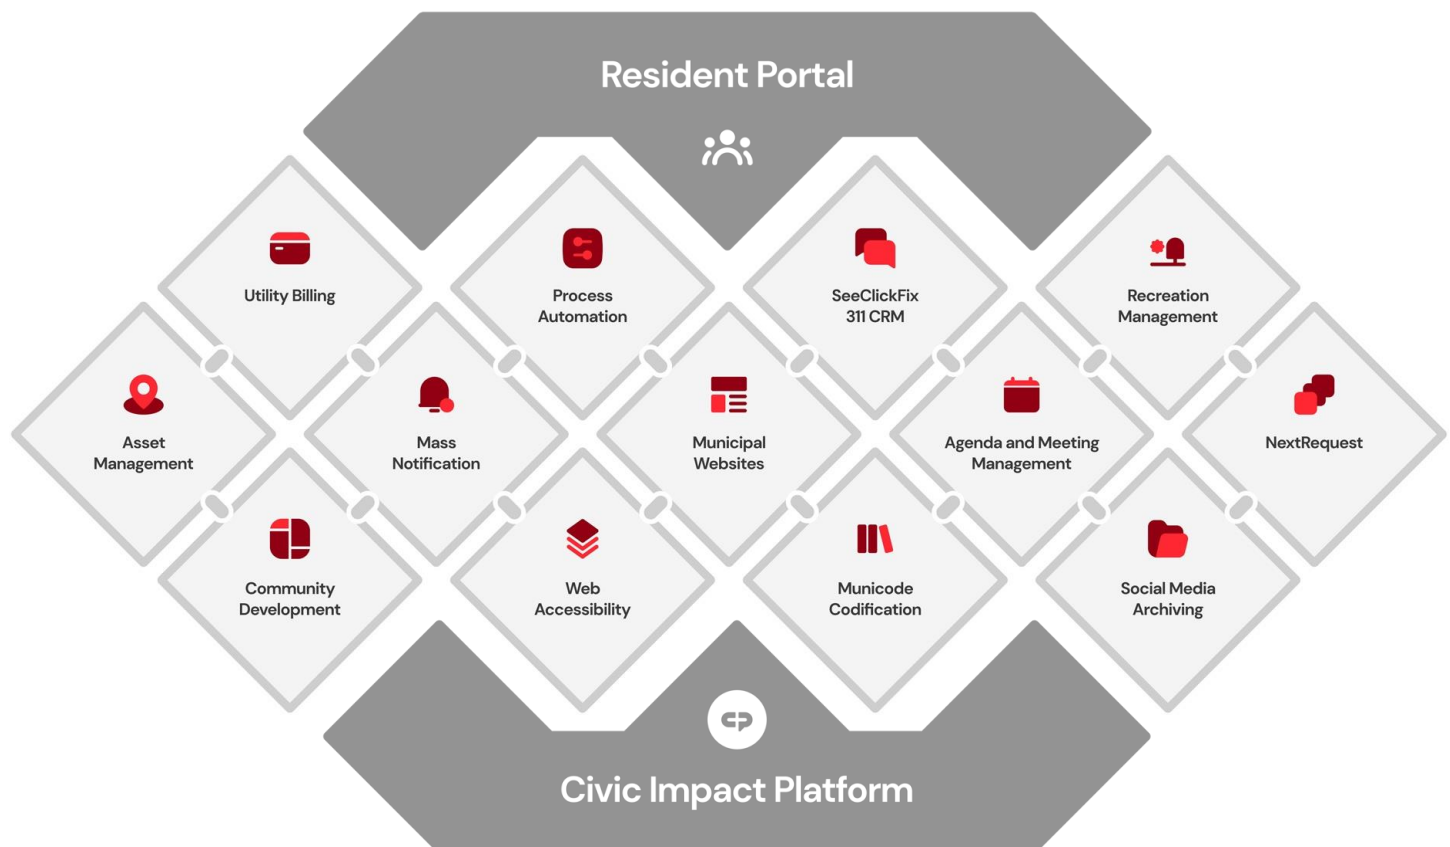 Resident Portal
Utility Billing
Process
Automation
SeeClickFix
311 CRM
Recreation
Management
Asset
Management
Mass
Notification
Municipal
Websites
Agenda and Meeting
Management
NextRequest
Community
Development
Web
Accessibility
Municode
Codification
Social Media
Archiving
Civic Impact Platform